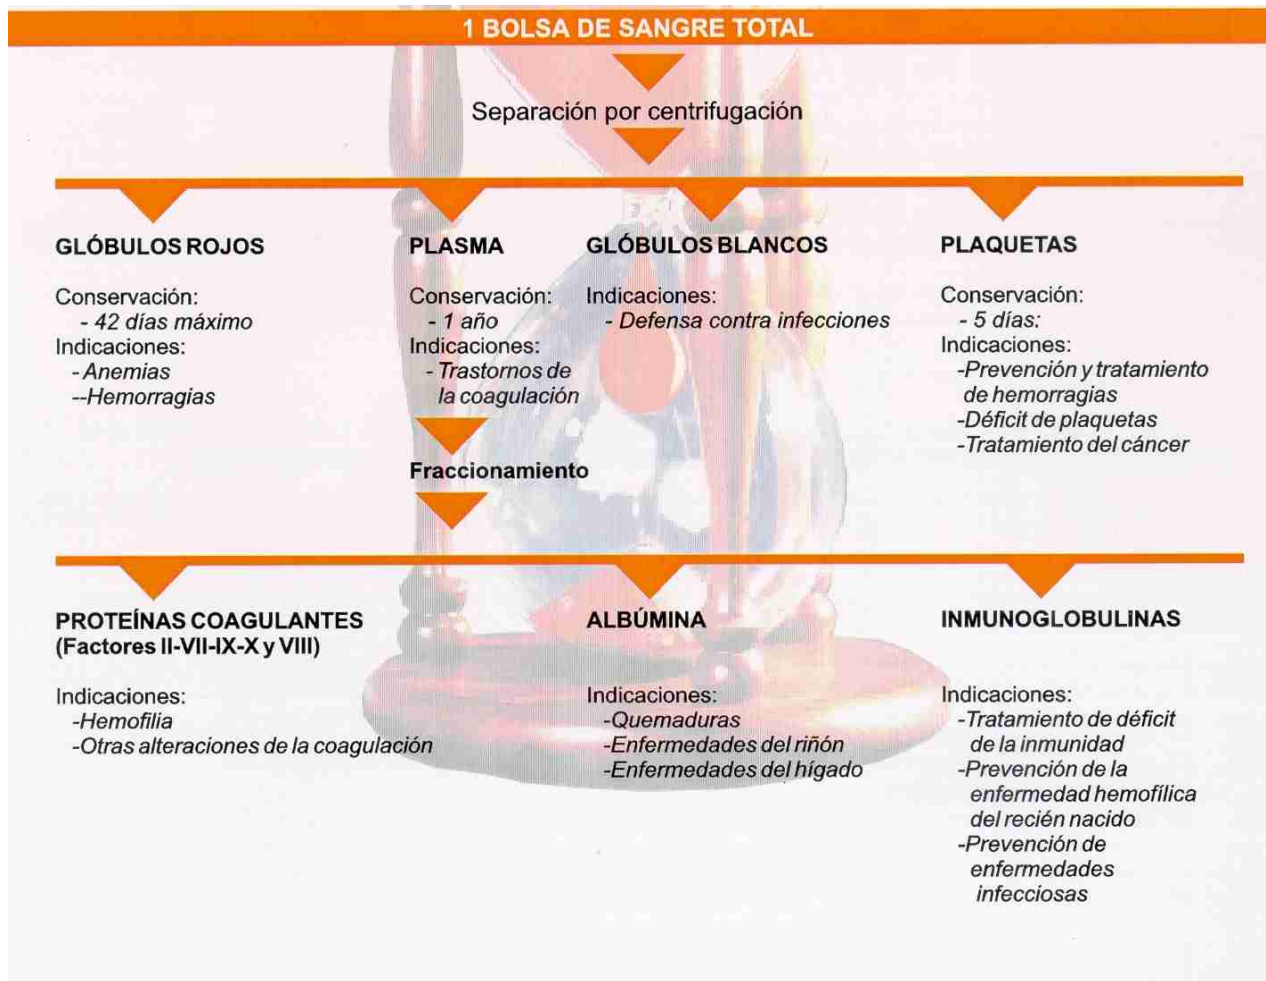 1 BOLSA DE SANGRE TOTAL
Separación por centrifugación
GLÓBULOS ROJOS
Conservación:
- 42 días máximo
Indicaciones:
-Anemias
--Hemorragias
PLASMA
Conservación:
- 1 año
Indicaciones:
- Trastornos de
la coagulación
Fraccionamiento
GLÓBULOS BLANCOS
Indicaciones:
- Defensa contra infecciones
PLAQUETAS
Conservación:
- 5 días:
Indicaciones:
-Prevención y tratamiento
de hemorragias
-Déficit de plaquetas
-Tratamiento del cáncer
PROTEÍNAS COAGULANTES
(Factores II-VII-IX-X y VIII)
Indicaciones:
-Hemofilia
-Otras alteraciones de la coagulación
ALBÚMINA
Indicaciones:
-Quemaduras
-Enfermedades del riñón
-Enfermedades del hígado
INMUNOGLOBULINAS
Indicaciones:
-Tratamiento de déficit
de la inmunidad
-Prevención de la
enfermedad hemofílica
del recién nacido
-Prevención de
enfermedades
infecciosas